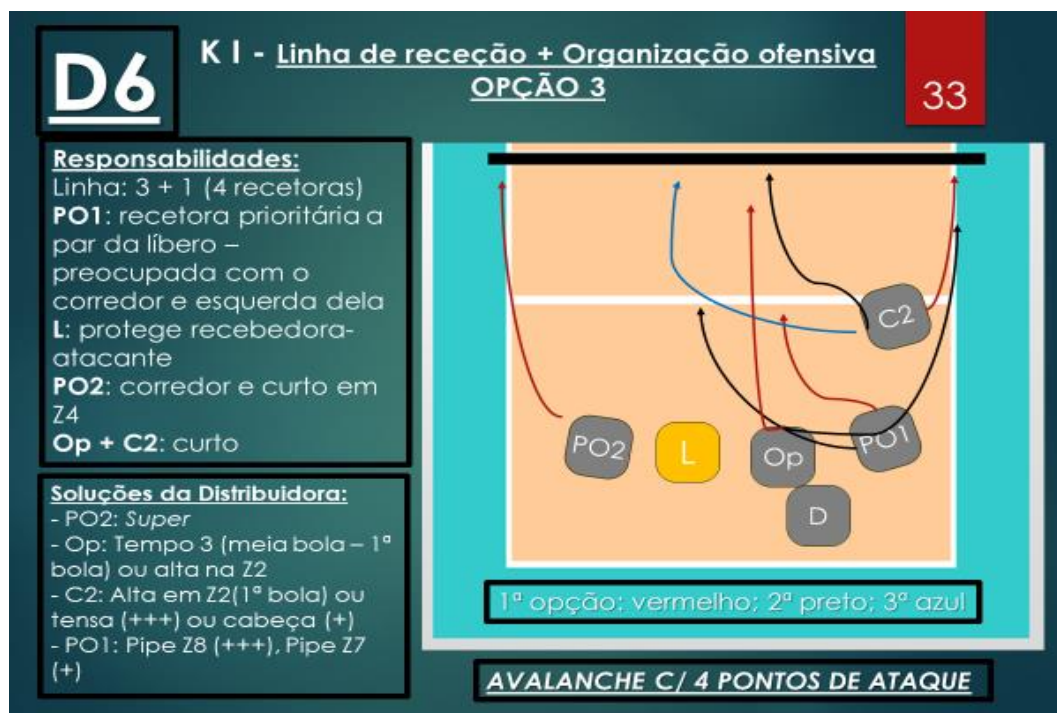 D6
K I - Linha de receção + Organização ofensiva
OPÇÃO 3
33
Responsabilidades:
Linha: 3 + 1 (4 recetoras)
PO1: recetora prioritária a
par da líbero –
preocupada com o
corredor e esquerda dela
L: protege recebedora-
atacante
PO2: corredor e curto em
Z4
Op + C2: curto
Soluções da Distribuidora:
- PO2: Super
- Op: Tempo 3 (meia bola – 1ª
bola) ou alta na Z2
- C2: Alta em Z2(1ª bola) ou
tensa (+++) ou cabeça (+)
- PO1: Pipe Z8 (+++), Pipe Z7
(+)
C2
PO2
L
Op
PO1
D
1ª opção: vermelho; 2ª preto; 3ª azul
AVALANCHE C/ 4 PONTOS DE ATAQUE